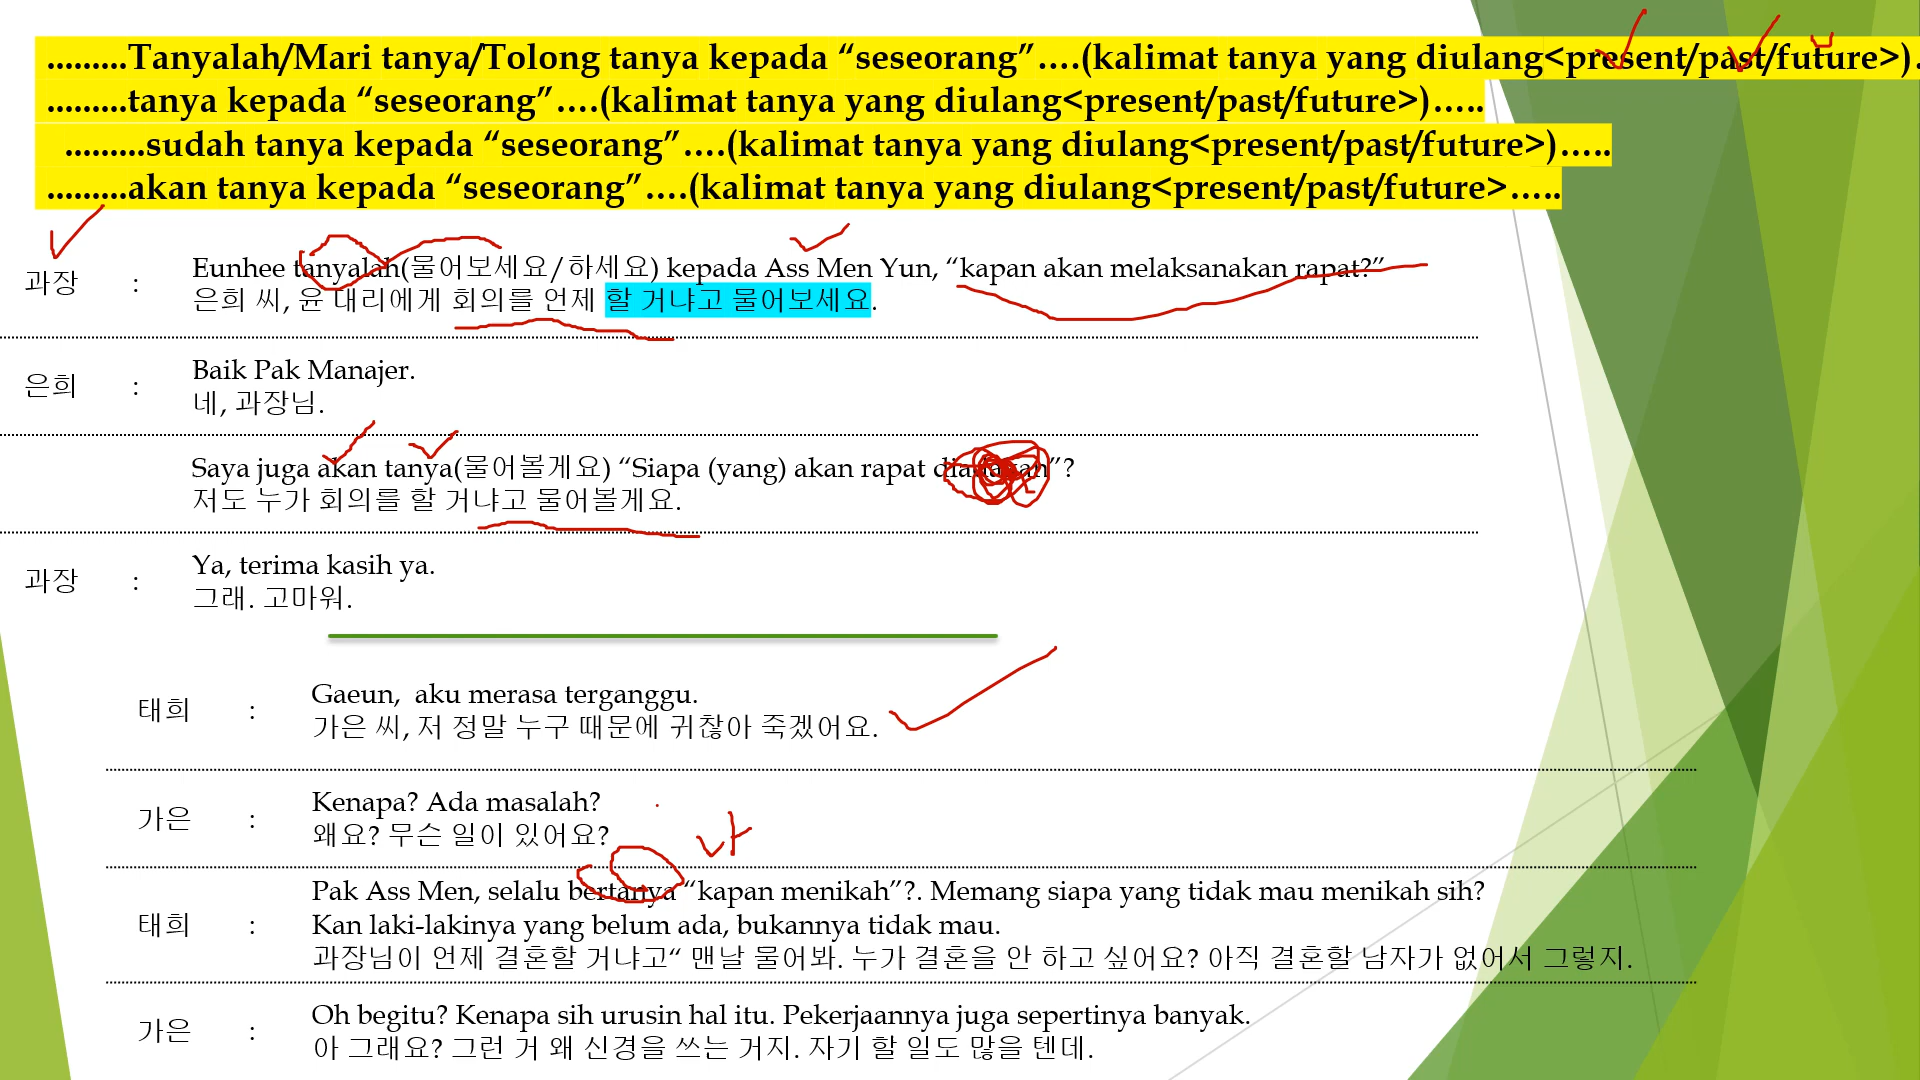 .........Tanyalah/Mari tanya/Tolong tanya kepada “seseorang”….(kalimat tanya yang diulang<present/past/future>).
.........tanya kepada “seseorang”….(kalimat tanya yang diulang<present/past/future>)…..
.........sudah tanya kepada “seseorang”….(kalimat tanya yang diulang<present/past/future>)…..
.........akan tanya kepada “seseorang”….(kalimat tanya yang diulang<present/past/future>…..
과장 : Eunhee tanyalah(물어보세요/하세요) kepada Ass Men Yun, “kapan akan melaksanakan rapat?”
은희 씨, 윤 대리에게 회의를 언제 할 거냐고 물어보세요.
은희 : Baik Pak Manajer.
네, 과장님.
Saya juga akan tanya(물어볼게요) “Siapa (yang) akan rapat ”?
저도 누가 회의를 할 거냐고 물어볼게요.
과장 : Ya, terima kasih ya.
그래. 고마워.
태희 : Gaeun, aku merasa terganggu.
가은 씨, 저 정말 누구 때문에 귀찮아 죽겠어요.
가은 : Kenapa? Ada masalah?
왜요? 무슨 일이 있어요?
냐
태희 : Pak Ass Men, selalu bertanya “kapan menikah”?. Memang siapa yang tidak mau menikah sih?
Kan laki-lakinya yang belum ada, bukannya tidak mau.
과장님이 언제 결혼할 거냐고“ 맨날 물어봐. 누가 결혼을 안 하고 싶어요? 아직 결혼할 남자가 없어서 그렇지.
가은 : Oh begitu? Kenapa sih urusin hal itu. Pekerjaannya juga sepertinya banyak.
아 그래요? 그런 거 왜 신경을 쓰는 거지. 자기 할 일도 많을 텐데.